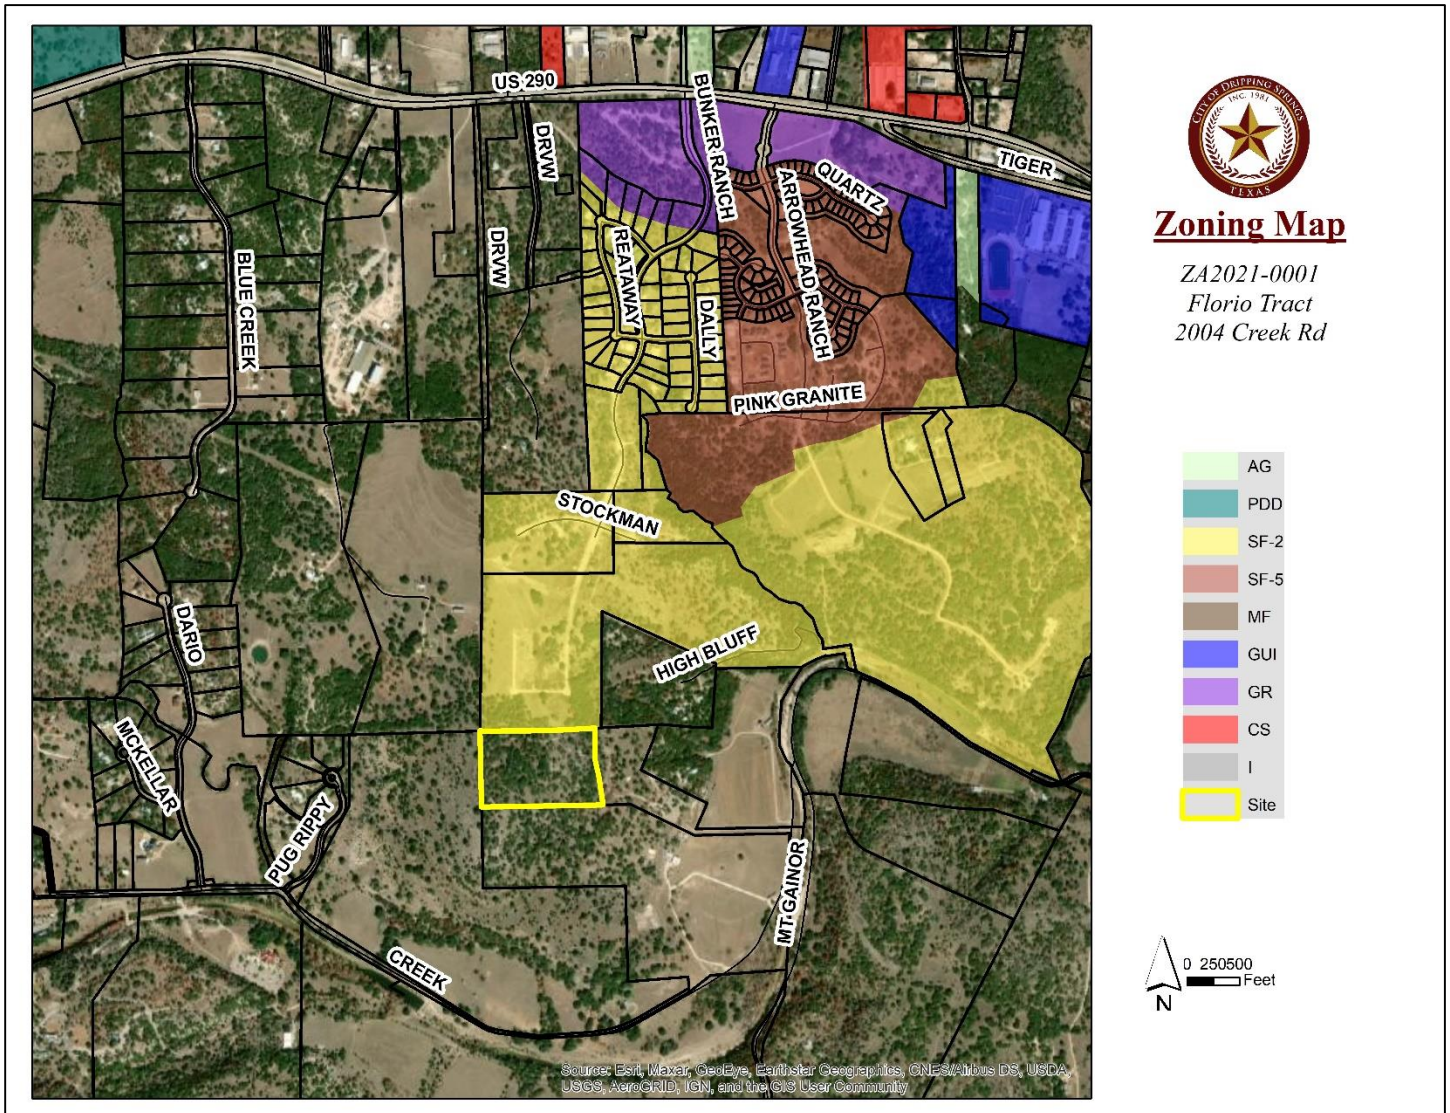 US 290
BUNKER RANCH
DRVW
TIGER
QUARTZ
ARROWHEAD RANCH
REATAWAY
DRVW
BLUE CREEK
DALLY
PINK GRANITE
STOCKMAN
DARIO
HIGH BLUFF
MCKELLAR
PUG RIPPY
MT GAINOR
CREEK
Source: Esri, Maxar, GeoEye, Earthstar Geographics, CNES/Airbus DS, USDA,
USGS, AeroGRID, IGN, and the GIS User Community
CITY OF DRIPPING SPRINGS
INC. 1981
TEXAS
Zoning Map
ZA2021-0001
Florio Tract
2004 Creek Rd
AG
PDD
SF-2
SF-5
MF
GUI
GR
CS
I
Site
0 250500
Feet
N